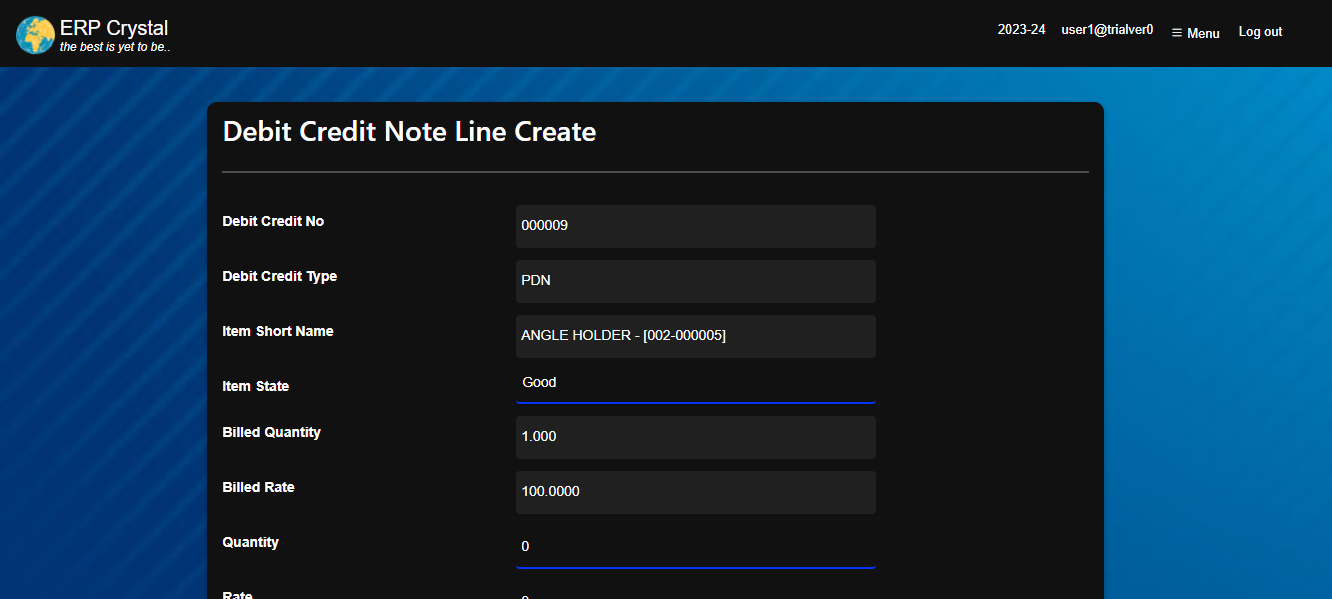 ERP Crystal
the best is yet to be..
2023-24 user1@trialver0 ☰ Menu Log out
Debit Credit Note Line Create
Debit Credit No 000009
Debit Credit Type PDN
Item Short Name ANGLE HOLDER - [002-000005]
Item State Good
Billed Quantity 1.000
Billed Rate 100.0000
Quantity 0
Rate